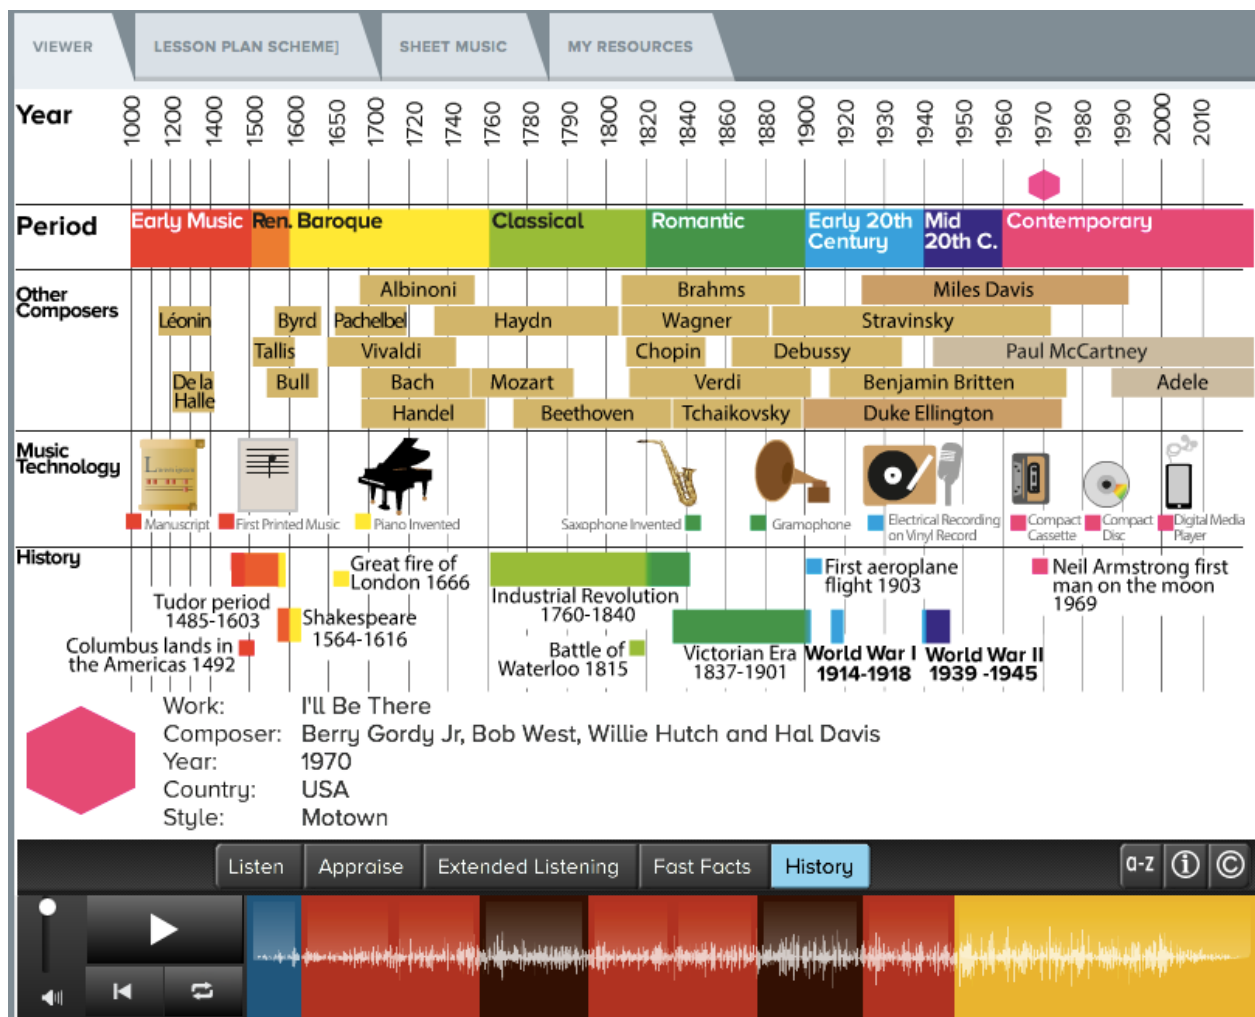 VIEWER
LESSON PLAN SCHEME]
SHEET MUSIC
MY RESOURCES
Year
1000 1200 1400 1500 1600 1650 1700 1720 1740 1760 1780 1790 1800 1820 1840 1860 1880 1900 1920 1930 1940 1950 1960 1970 1980 1990 2000 2010
Period
Early Music
Ren.
Baroque
Classical
Romantic
Early 20th
Century
Mid
20th C.
Contemporary
Other
Composers
Albinoni
Brahms
Miles Davis
Léonin
Byrd
Pachelbel
Haydn
Wagner
Stravinsky
Tallis
Vivaldi
Chopin
Debussy
Paul McCartney
De la
Halle
Bull
Bach
Mozart
Verdi
Benjamin Britten
Adele
Handel
Beethoven
Tchaikovsky
Duke Ellington
Music
Technology
Manuscript
First Printed Music
Piano Invented
Saxophone Invented
Gramophone
Electrical Recording
on Vinyl Record
Compact
Cassette
Compact
Disc
Digital Media
Player
History
Tudor period
1485-1603
Columbus lands in
the Americas 1492
Great fire of
London 1666
Shakespeare
1564-1616
Industrial Revolution
1760-1840
Battle of
Waterloo 1815
Victorian Era
1837-1901
First aeroplane
flight 1903
World War I
1914-1918
World War II
1939 -1945
Neil Armstrong first
man on the moon
1969
Work: I'll Be There
Composer: Berry Gordy Jr, Bob West, Willie Hutch and Hal Davis
Year: 1970
Country: USA
Style: Motown
Listen
Appraise
Extended Listening
Fast Facts
History
a-z
i
©